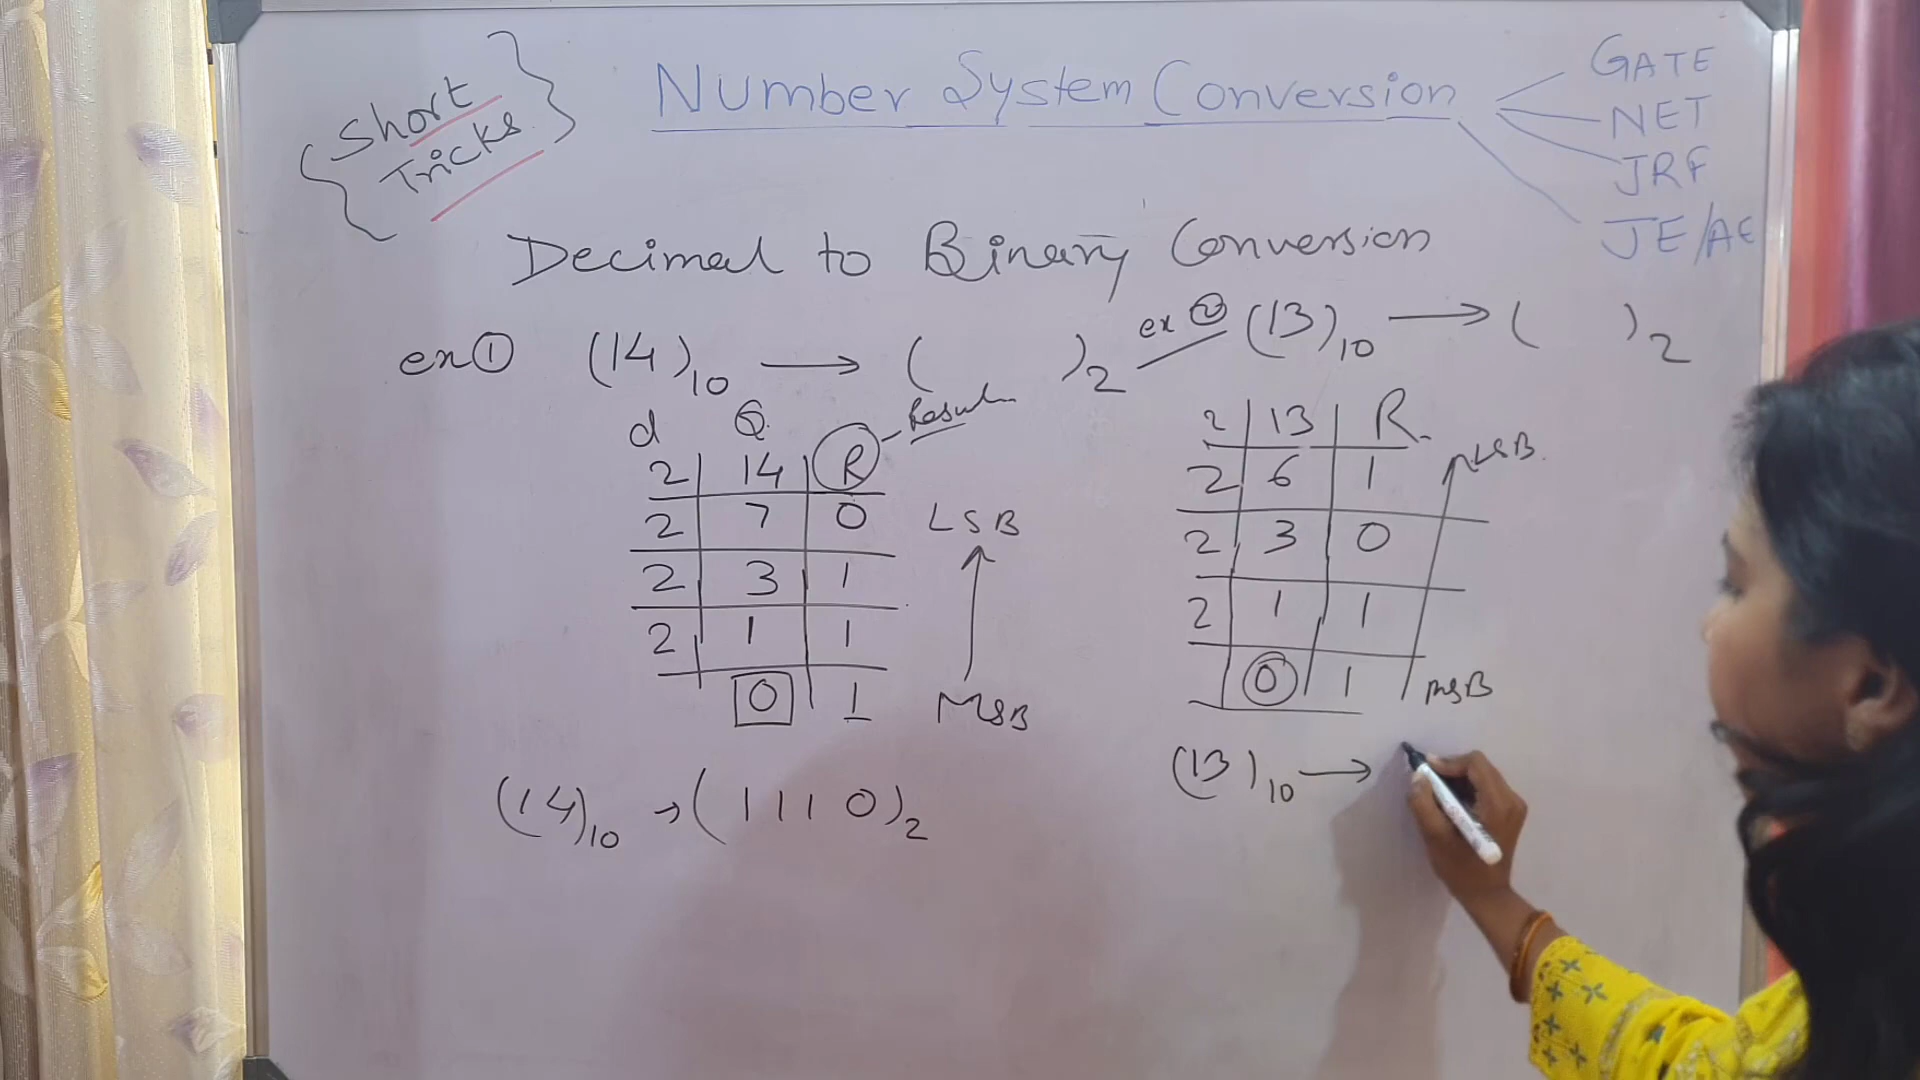 { Short Tricks }
Number System Conversion
GATE
NET
JRF
JE/AE
Decimal to Binary Conversion
ex① (14)10 → (          )2
d Q
2 | 14 | R - Result
2 | 7 | 0 LSB
2 | 3 | 1
2 | 1 | 1
0 | 1 MSB
(14)10 → (1110)2
ex② (13)10 → (          )2
2 | 13 | R
2 | 6 | 1 LSB
2 | 3 | 0
2 | 1 | 1
0 | 1 MSB
(13)10 →